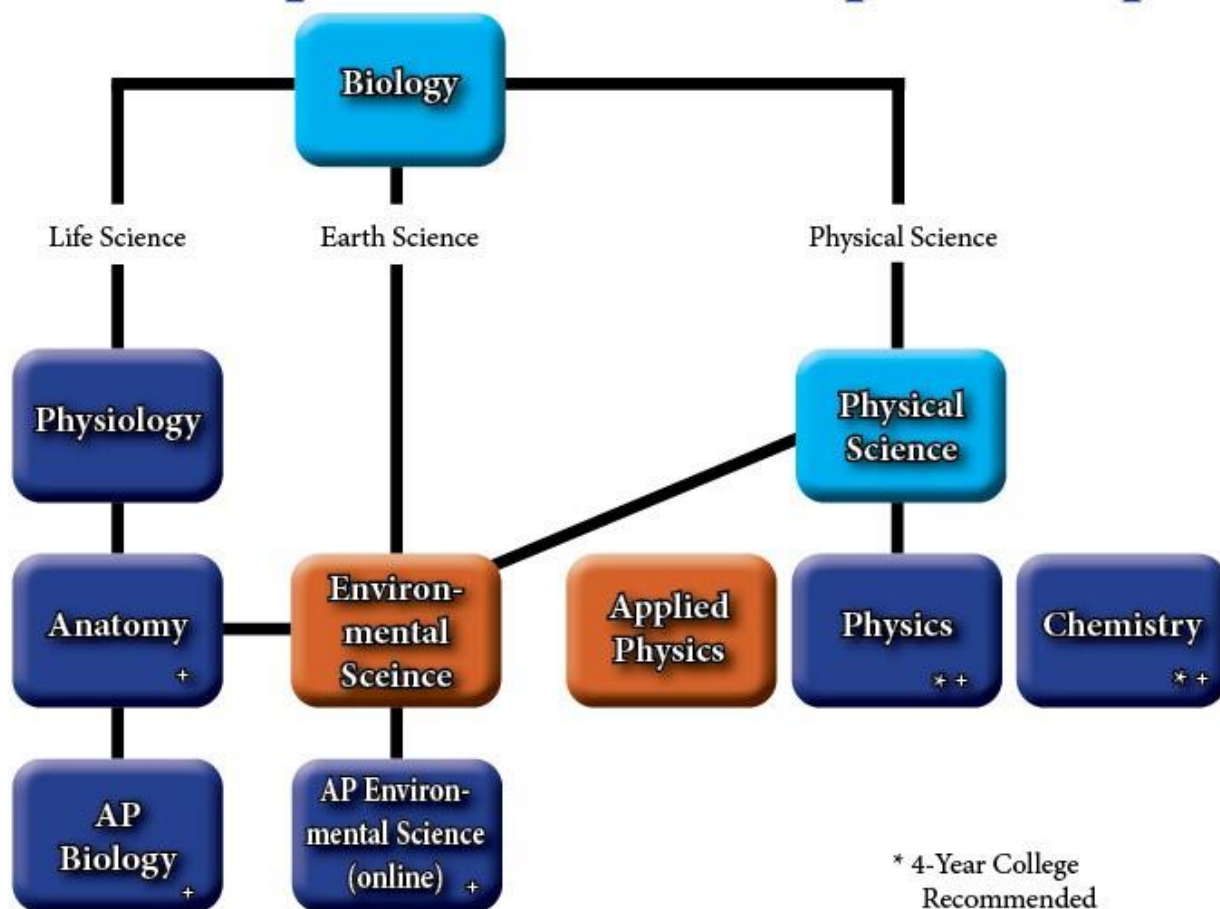 Biology
Life Science
Earth Science
Physical Science
Physiology
Physical
Science
Anatomy
+
Environ-
mental
Sceince
Applied
Physics
Physics
* +
Chemistry
* +
AP
Biology
+
AP Environ-
mental Science
(online) +
* 4-Year College
Recommended